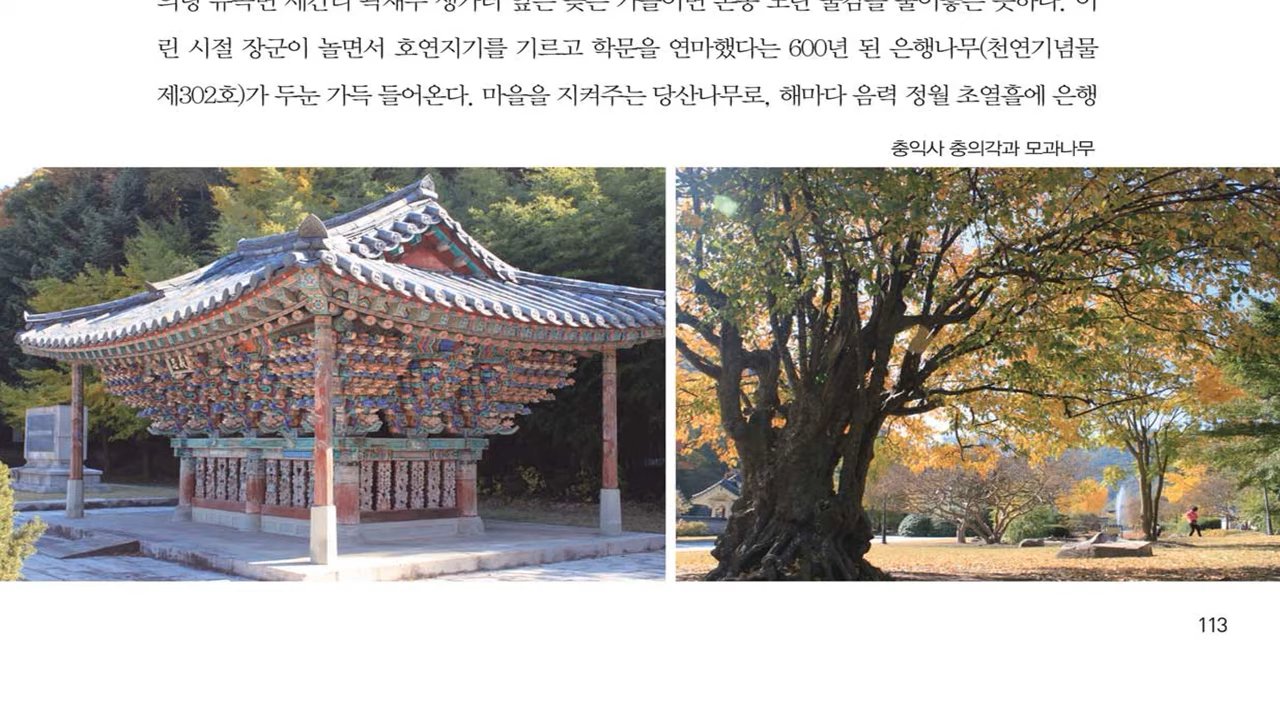 린 시절 장군이 놀면서 호연지기를 기르고 학문을 연마했다는 600년 된 은행나무(천연기념물
제302호)가 두눈 가득 들어온다. 마을을 지켜주는 당산나무로, 해마다 음력 정월 초열흘에 은행
충익사 충의각과 모과나무
113